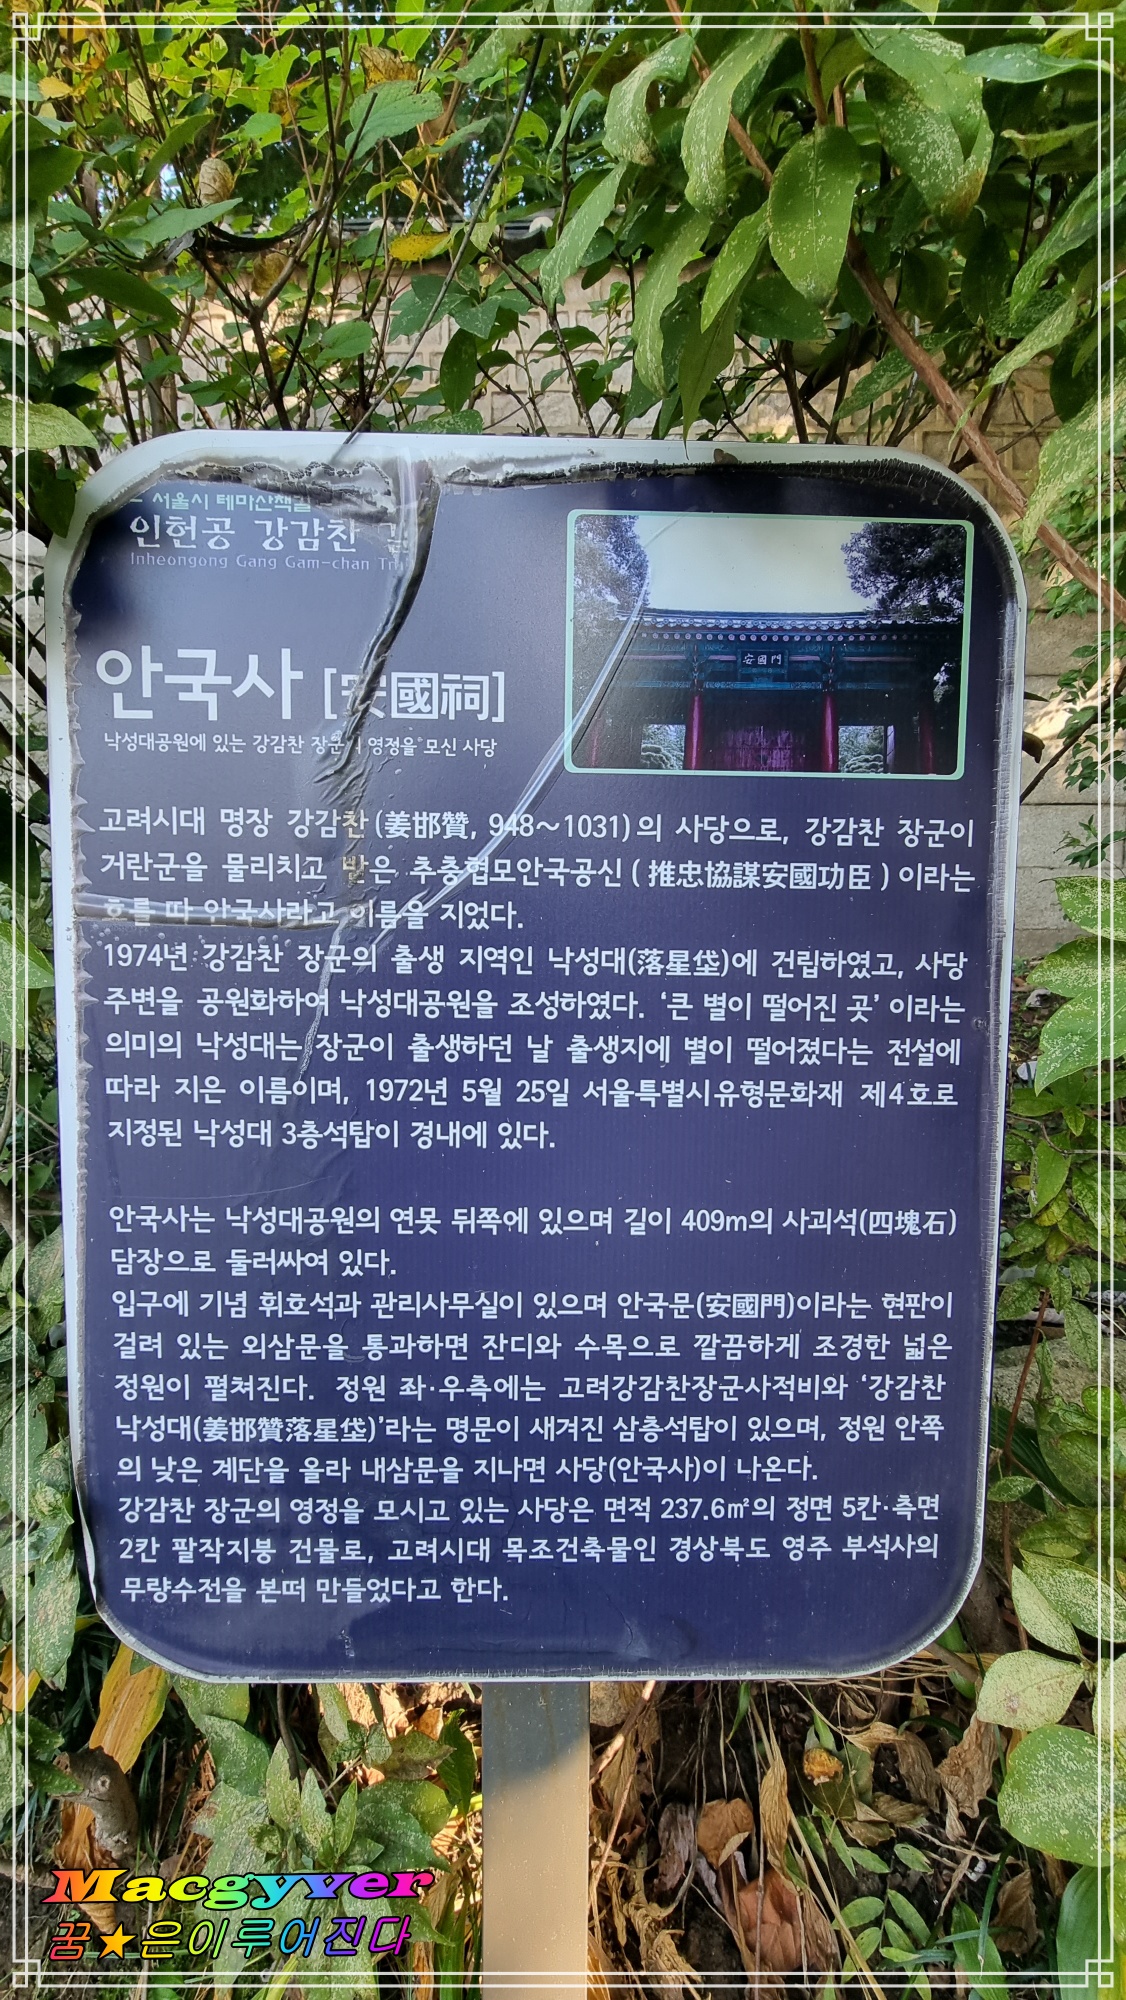 서울시 테마산책길
인헌공 강감찬 길
Inheongong Gang Gam-chan
안국사 [安國祠]
낙성대공원에 있는 강감찬 장군의 영정을 모신 사당
安國門
고려시대 명장 강감찬(姜邯贊, 948~1031)의 사당으로, 강감찬 장군이
거란군을 물리치고 받은 추충협모안국공신 ( 推忠協謀安國功臣 ) 이라는
호를 따 안국사라고 이름을 지었다.
1974년 강감찬 장군의 출생 지역인 낙성대(落星垈)에 건립하였고, 사당
주변을 공원화하여 낙성대공원을 조성하였다. ‘큰 별이 떨어진 곳’ 이라는
의미의 낙성대는 장군이 출생하던 날 출생지에 별이 떨어졌다는 전설에
따라 지은 이름이며, 1972년 5월 25일 서울특별시유형문화재 제4호로
지정된 낙성대 3층석탑이 경내에 있다.
안국사는 낙성대공원의 연못 뒤쪽에 있으며 길이 409m의 사괴석(四塊石)
담장으로 둘러싸여 있다.
입구에 기념 휘호석과 관리사무실이 있으며 안국문(安國門)이라는 현판이
걸려 있는 외삼문을 통과하면 잔디와 수목으로 깔끔하게 조경한 넓은
정원이 펼쳐진다. 정원 좌·우측에는 고려강감찬장군사적비와 ‘강감찬
낙성대(姜邯贊落星垈)’라는 명문이 새겨진 삼층석탑이 있으며, 정원 안쪽
의 낮은 계단을 올라 내삼문을 지나면 사당(안국사)이 나온다.
강감찬 장군의 영정을 모시고 있는 사당은 면적 237.6㎡의 정면 5칸·측면
2칸 팔작지붕 건물로, 고려시대 목조건축물인 경상북도 영주 부석사의
무량수전을 본떠 만들었다고 한다.
Macgyver
꿈★은이루어진다